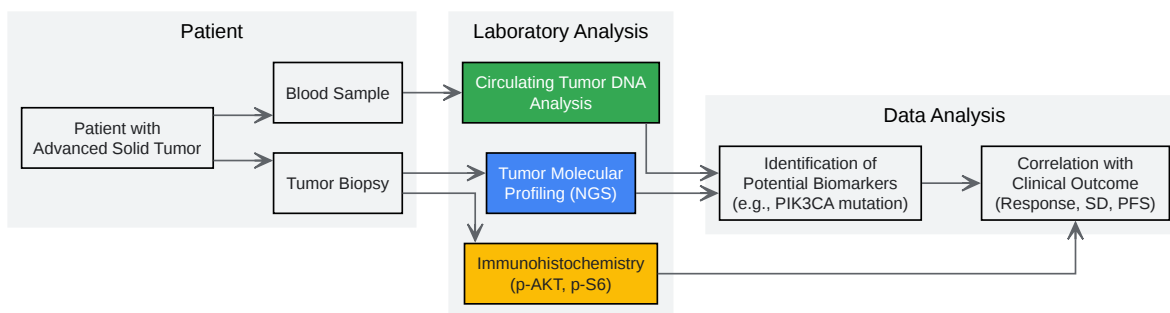 Patient
Patient with
Advanced Solid Tumor
Blood Sample
Tumor Biopsy
Laboratory Analysis
Circulating Tumor DNA
Analysis
Tumor Molecular
Profiling (NGS)
Immunohistochemistry
(p-AKT, p-S6)
Data Analysis
Identification of
Potential Biomarkers
(e.g., PIK3CA mutation)
Correlation with
Clinical Outcome
(Response, SD, PFS)